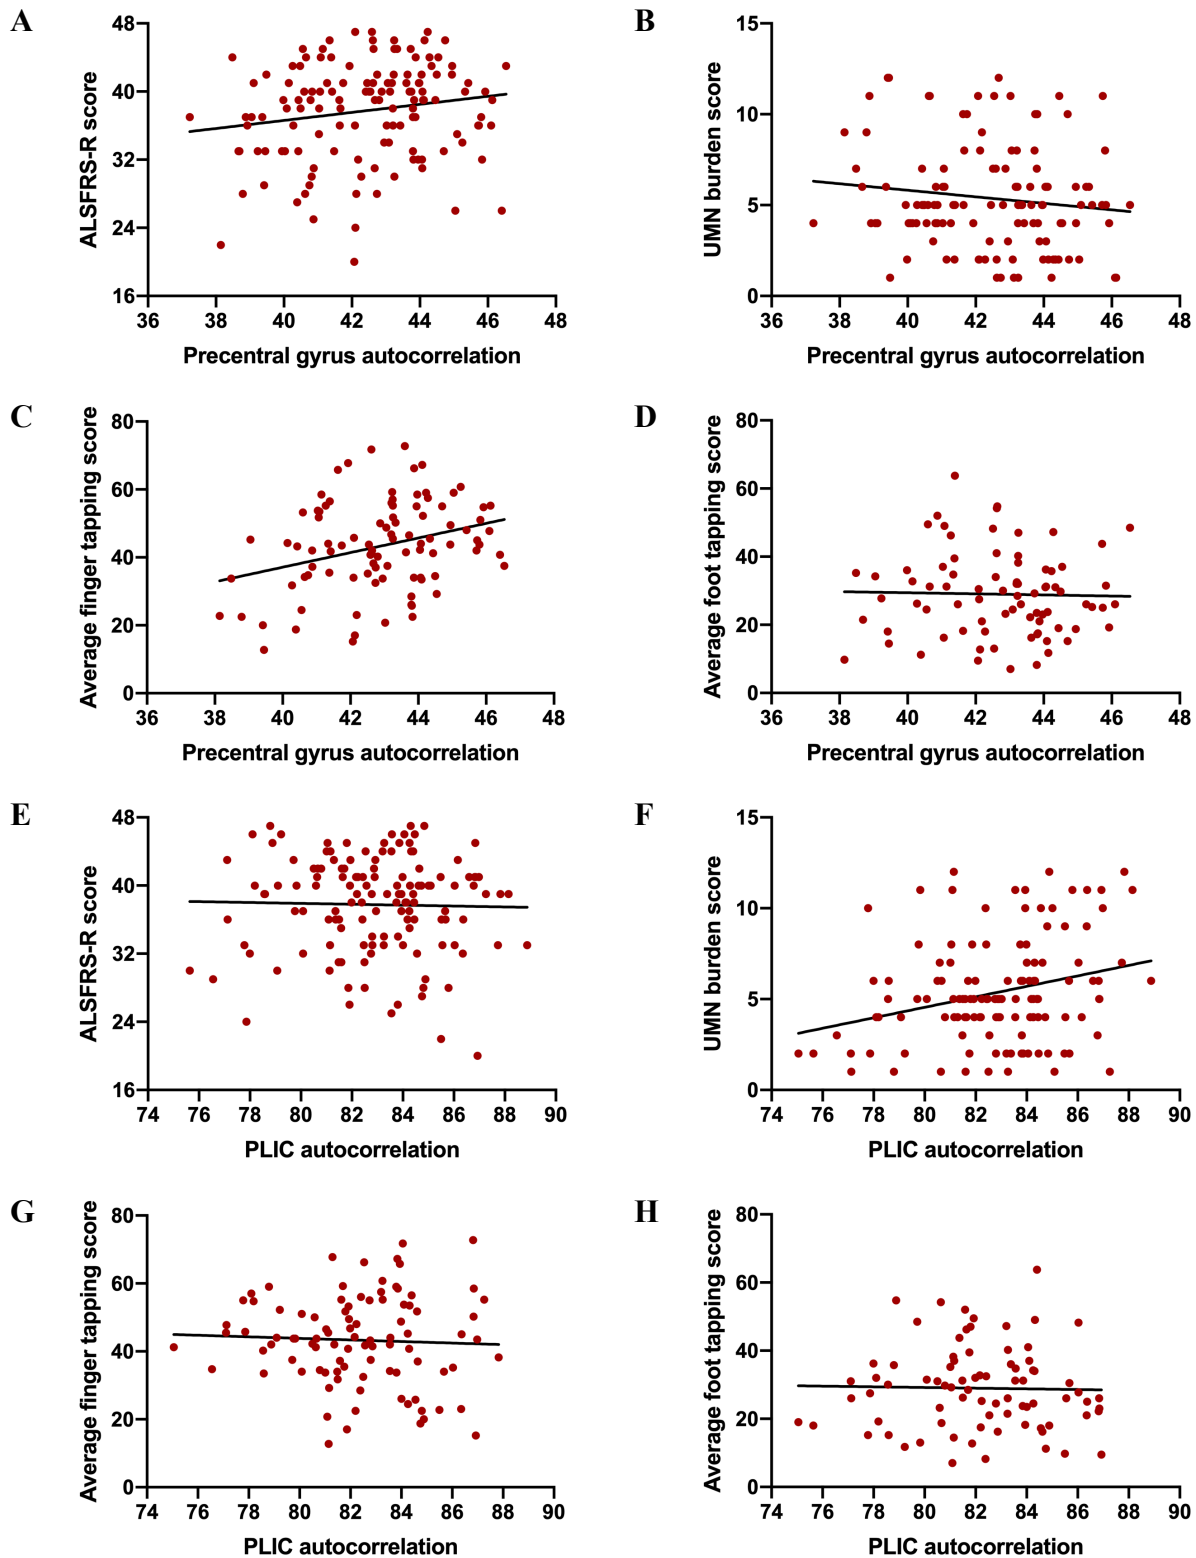 A
ALSFRS-R score
48
40
32
24
16
36 38 40 42 44 46 48
Precentral gyrus autocorrelation
B
UMN burden score
15
10
5
0
36 38 40 42 44 46 48
Precentral gyrus autocorrelation
C
Average finger tapping score
80
60
40
20
0
36 38 40 42 44 46 48
Precentral gyrus autocorrelation
D
Average foot tapping score
80
60
40
20
0
36 38 40 42 44 46 48
Precentral gyrus autocorrelation
E
ALSFRS-R score
48
40
32
24
16
74 76 78 80 82 84 86 88 90
PLIC autocorrelation
F
UMN burden score
15
10
5
0
74 76 78 80 82 84 86 88 90
PLIC autocorrelation
G
Average finger tapping score
80
60
40
20
0
74 76 78 80 82 84 86 88 90
PLIC autocorrelation
H
Average foot tapping score
80
60
40
20
0
74 76 78 80 82 84 86 88 90
PLIC autocorrelation